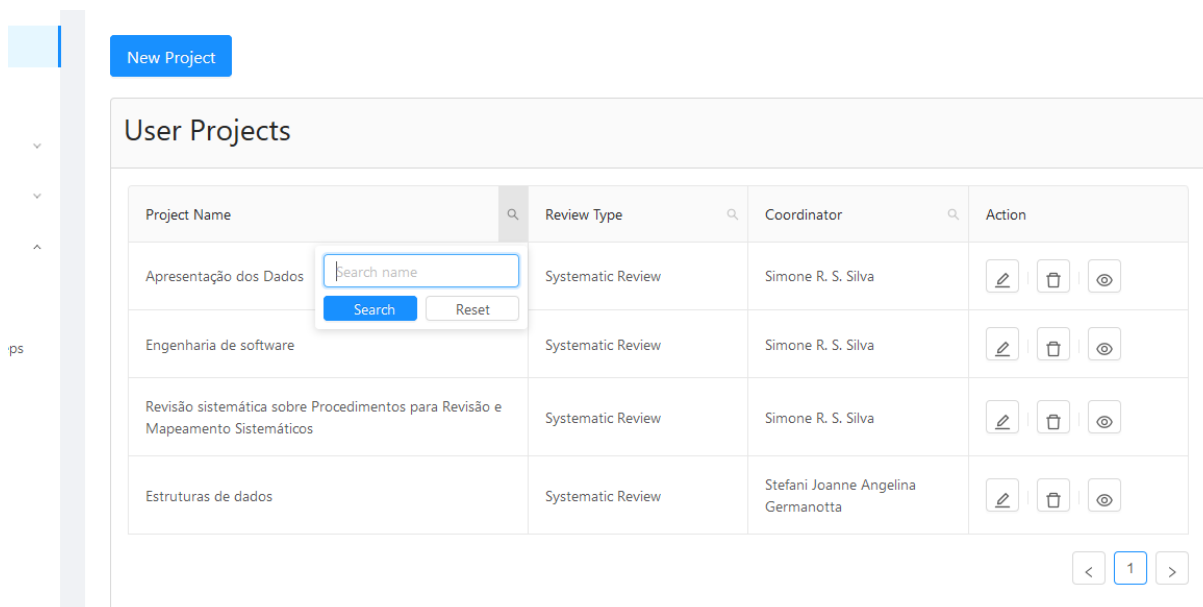 New Project
User Projects
Project Name Review Type Coordinator Action
Apresentação dos Dados Search name Systematic Review Simone R. S. Silva
Search Reset
Engenharia de software Systematic Review Simone R. S. Silva
Revisão sistemática sobre Procedimentos para Revisão e
Mapeamento Sistemáticos Systematic Review Simone R. S. Silva
Estruturas de dados Systematic Review Stefani Joanne Angelina
Germanotta
1